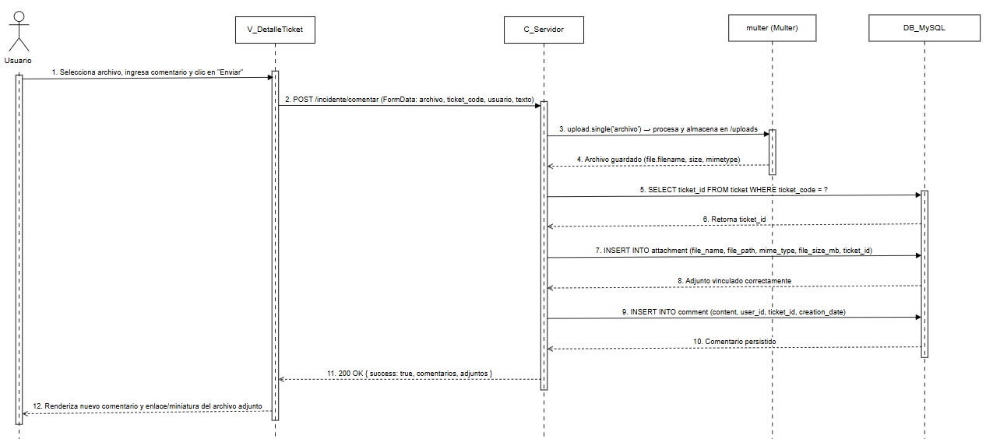 Usuario
V_DetalleTicket
C_Servidor
multer (Multer)
DB_MySQL
1. Selecciona archivo, ingresa comentario y clic en "Enviar"
2. POST /incidente/comentar (FormData: archivo, ticket_code, usuario, texto)
3. upload.single('archivo') → procesa y almacena en /uploads
4. Archivo guardado (file.filename, size, mimetype)
5. SELECT ticket_id FROM ticket WHERE ticket_code = ?
6. Retorna ticket_id
7. INSERT INTO attachment (file_name, file_path, mime_type, file_size_mb, ticket_id)
8. Adjunto vinculado correctamente
9. INSERT INTO comment (content, user_id, ticket_id, creation_date)
10. Comentario persistido
11. 200 OK { success: true, comentarios, adjuntos }
12. Renderiza nuevo comentario y enlace/miniatura del archivo adjunto